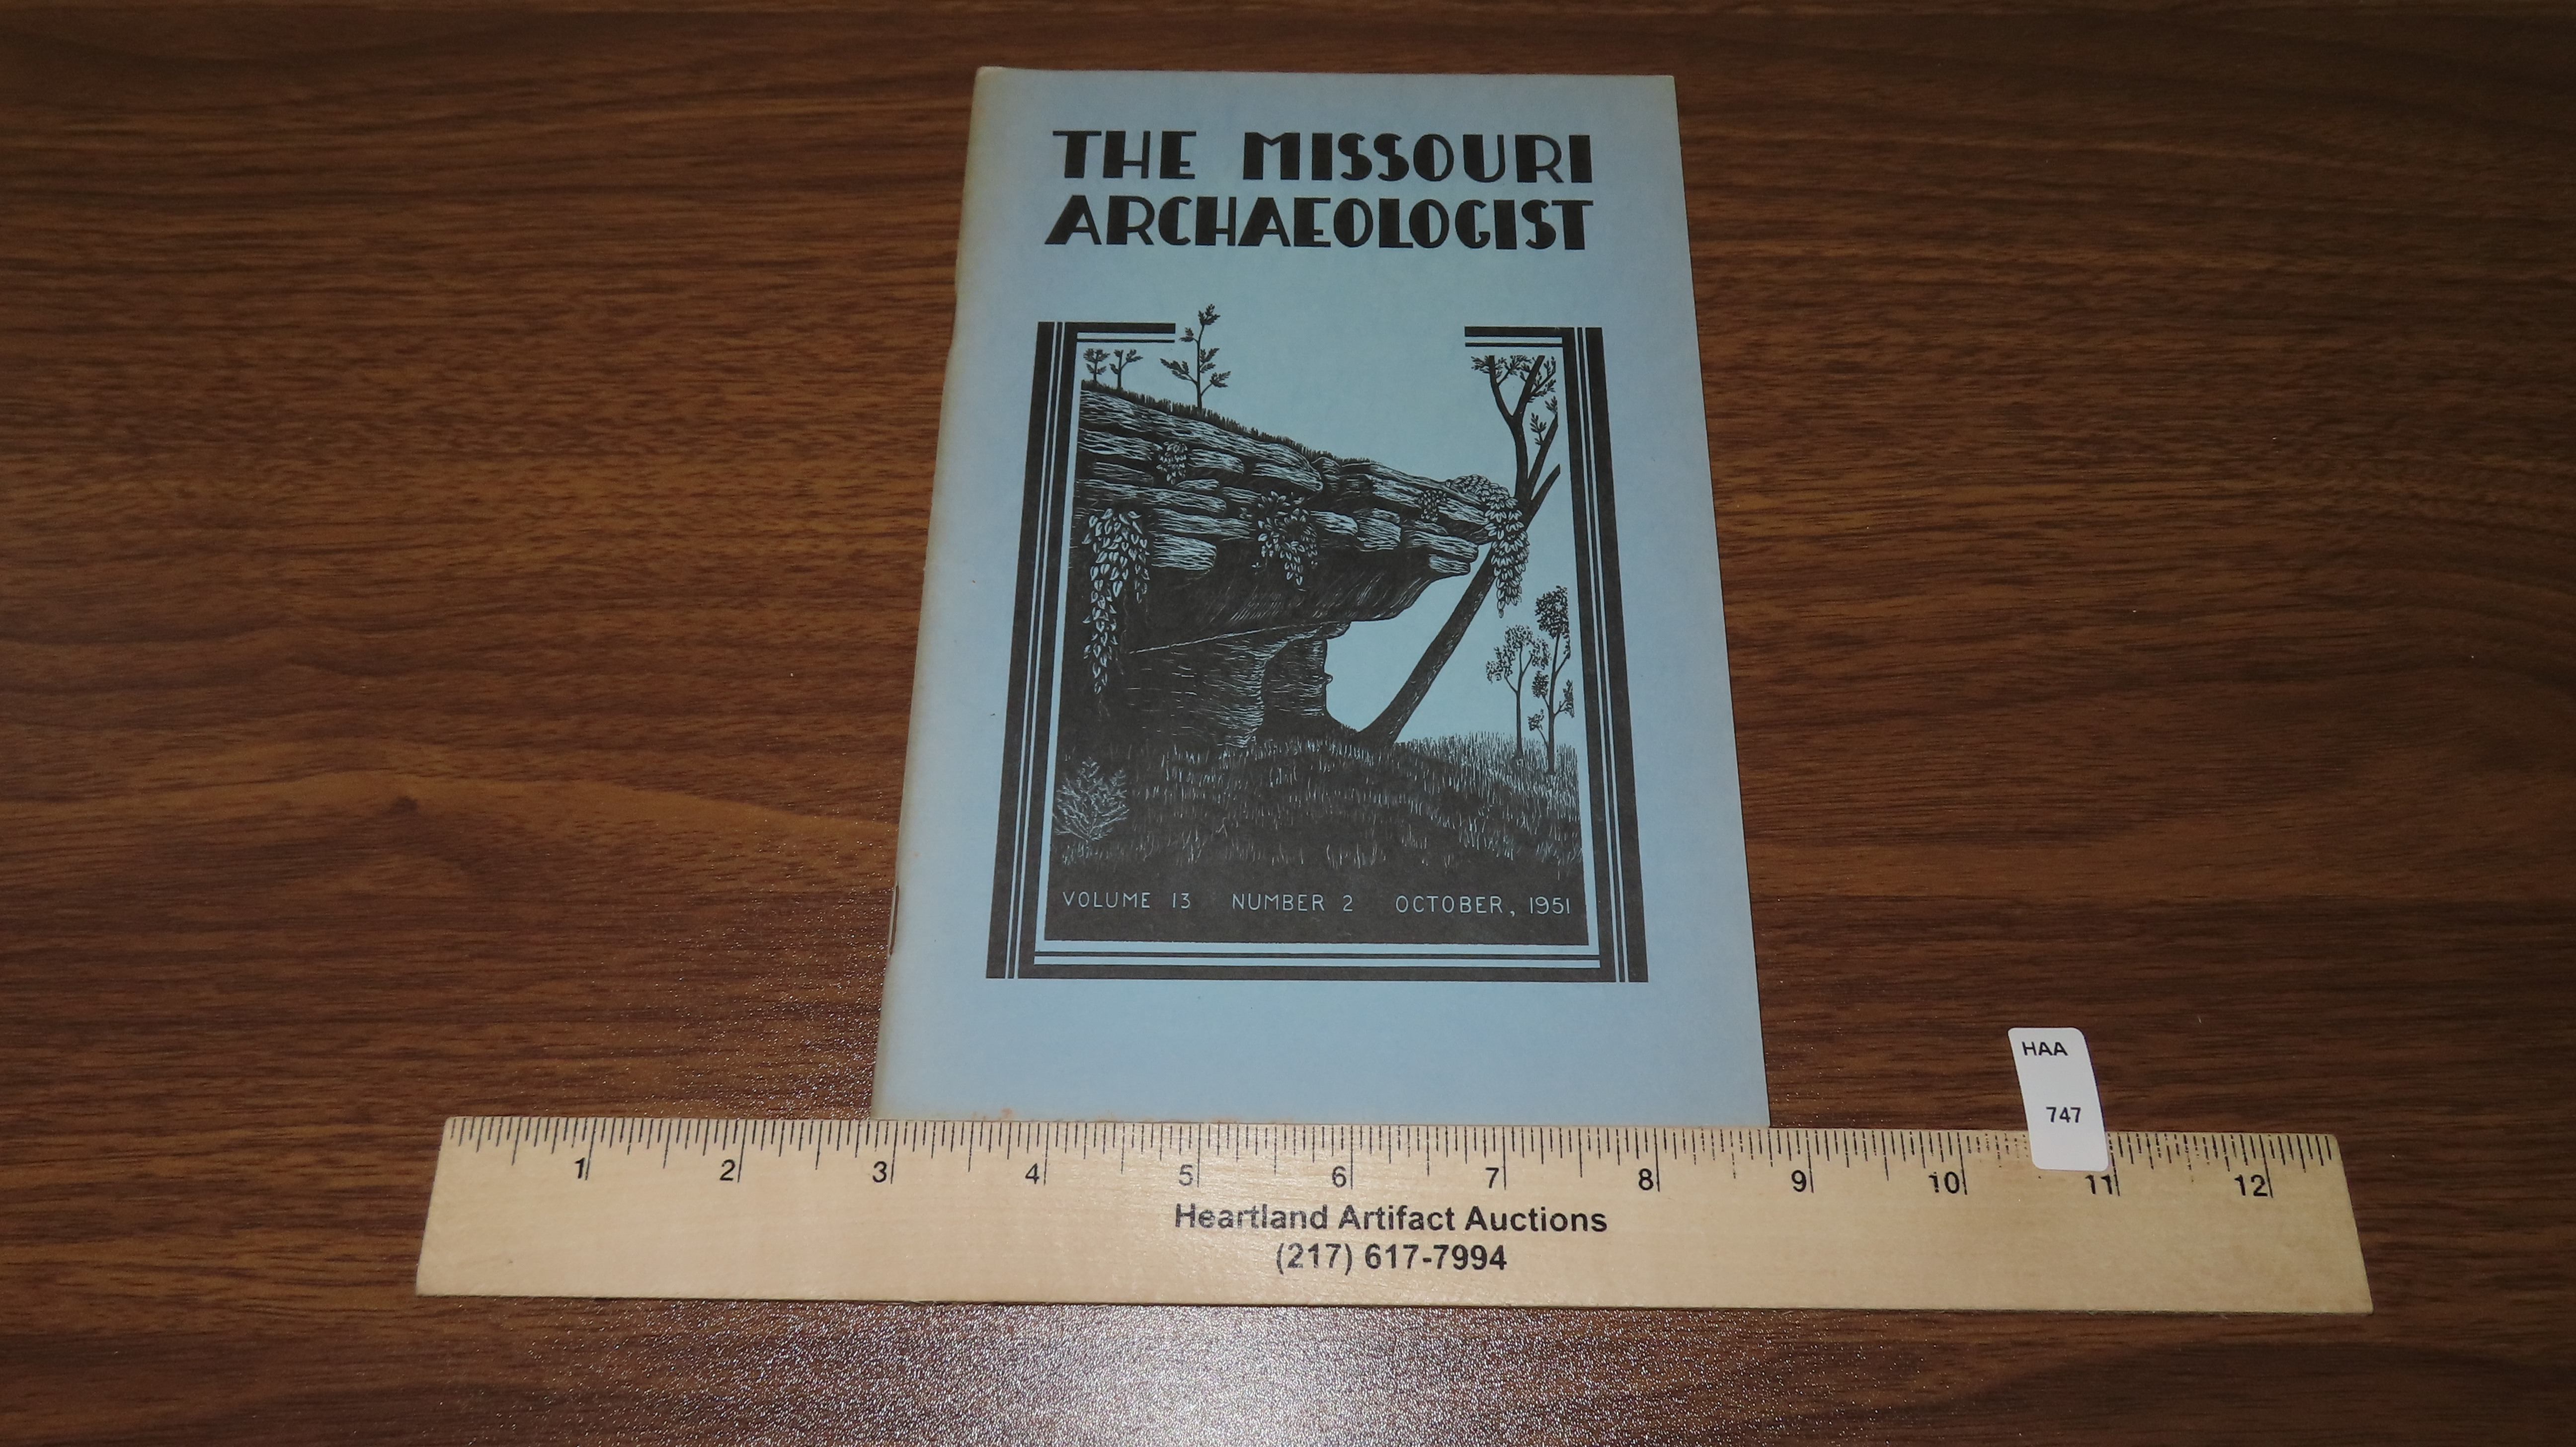 THE MISSOURI
ARCHAEOLOGIST
VOLUME 13 NUMBER 2 OCTOBER, 1951
HAA
747
1 2 3 4 5 6 7 8 9 10 11 12
Heartland Artifact Auctions
(217) 617-7994